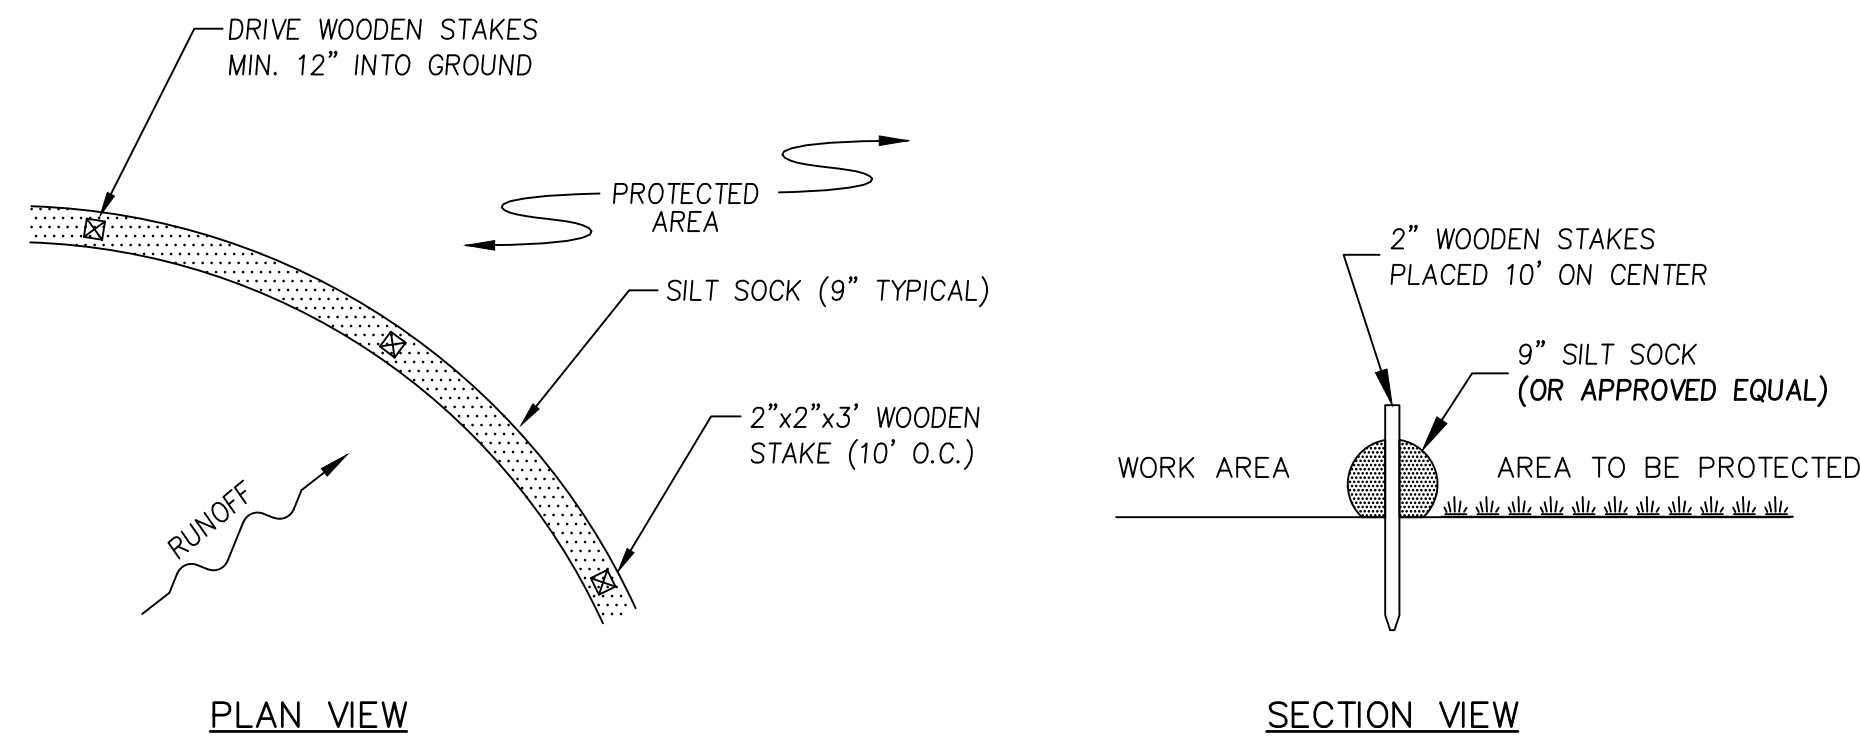 DRIVE WOODEN STAKES
MIN. 12" INTO GROUND
PROTECTED
AREA
SILT SOCK (9" TYPICAL)
2"x2"x3' WOODEN
STAKE (10' O.C.)
RUNOFF
PLAN VIEW
2" WOODEN STAKES
PLACED 10' ON CENTER
9" SILT SOCK
(OR APPROVED EQUAL)
WORK AREA
AREA TO BE PROTECTED
SECTION VIEW